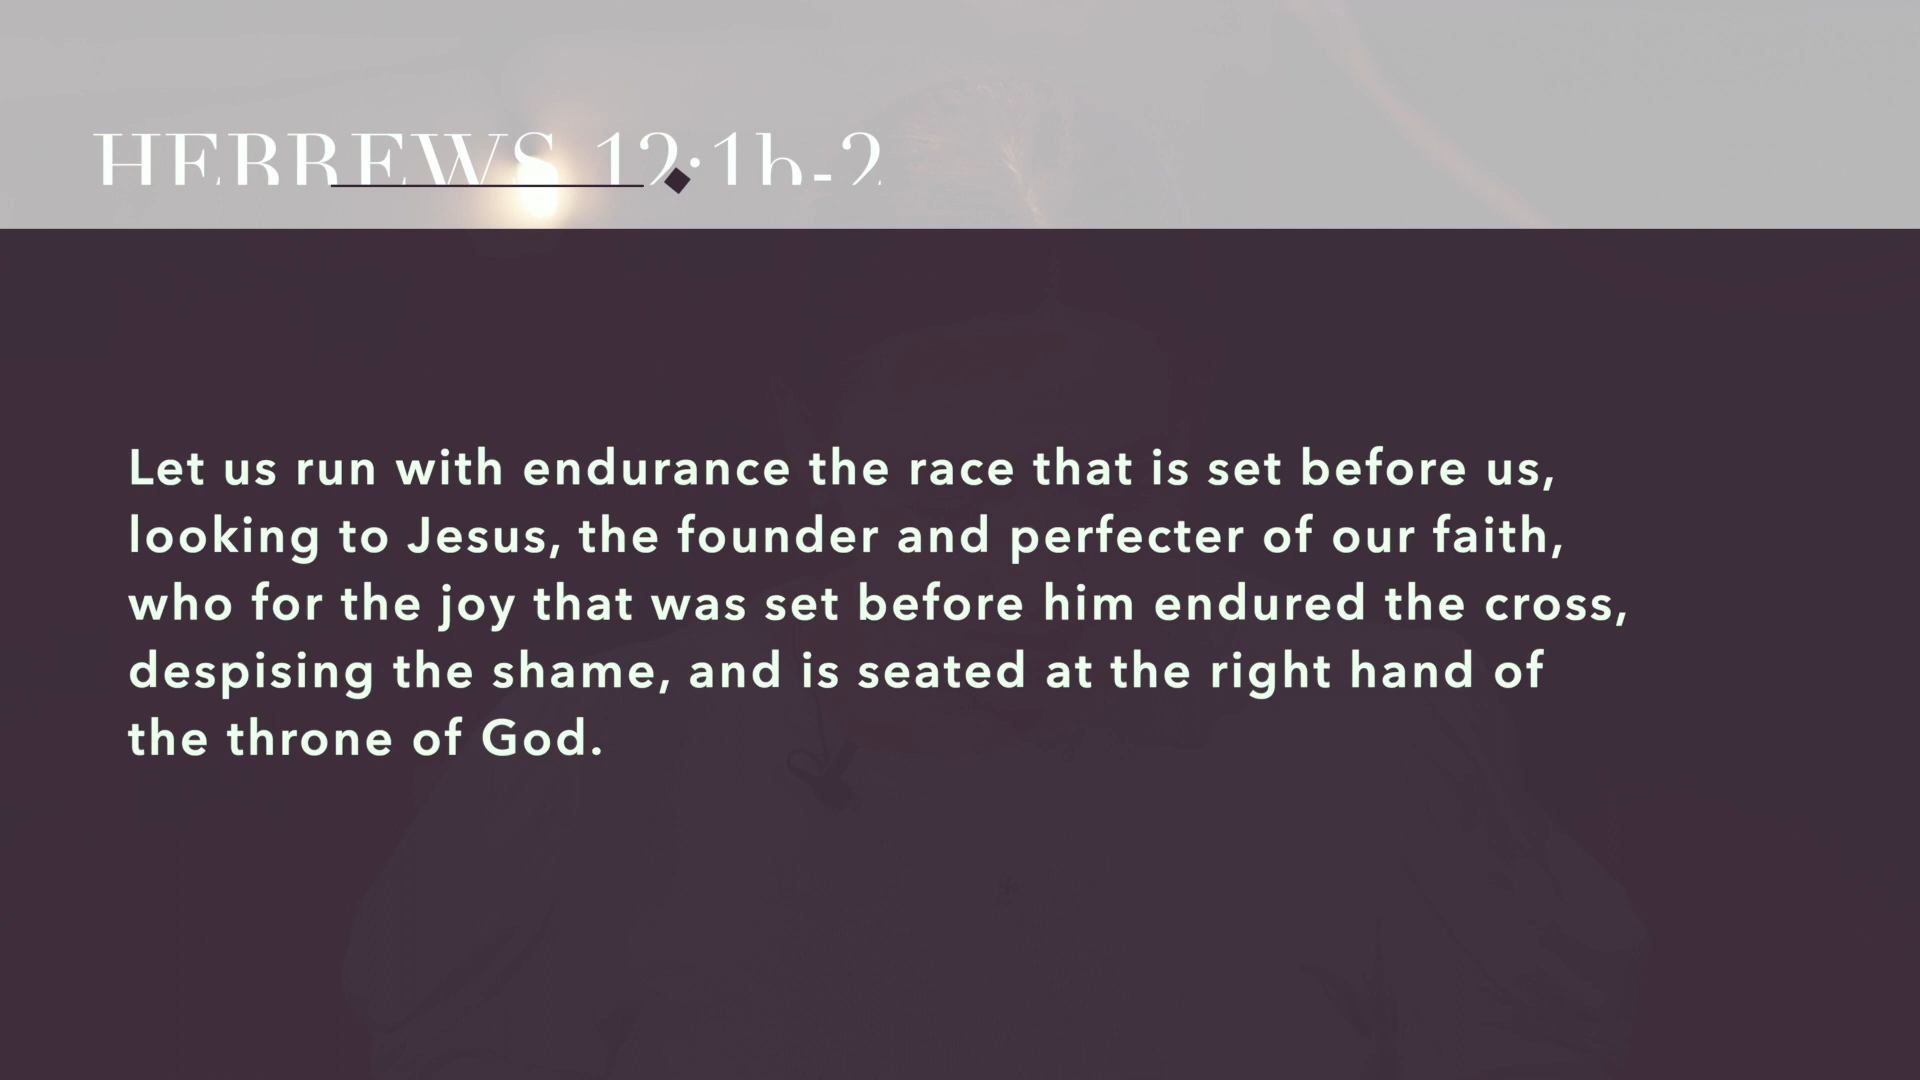 HEBREWS 12:1b-2
Let us run with endurance the race that is set before us,
looking to Jesus, the founder and perfecter of our faith,
who for the joy that was set before him endured the cross,
despising the shame, and is seated at the right hand of
the throne of God.